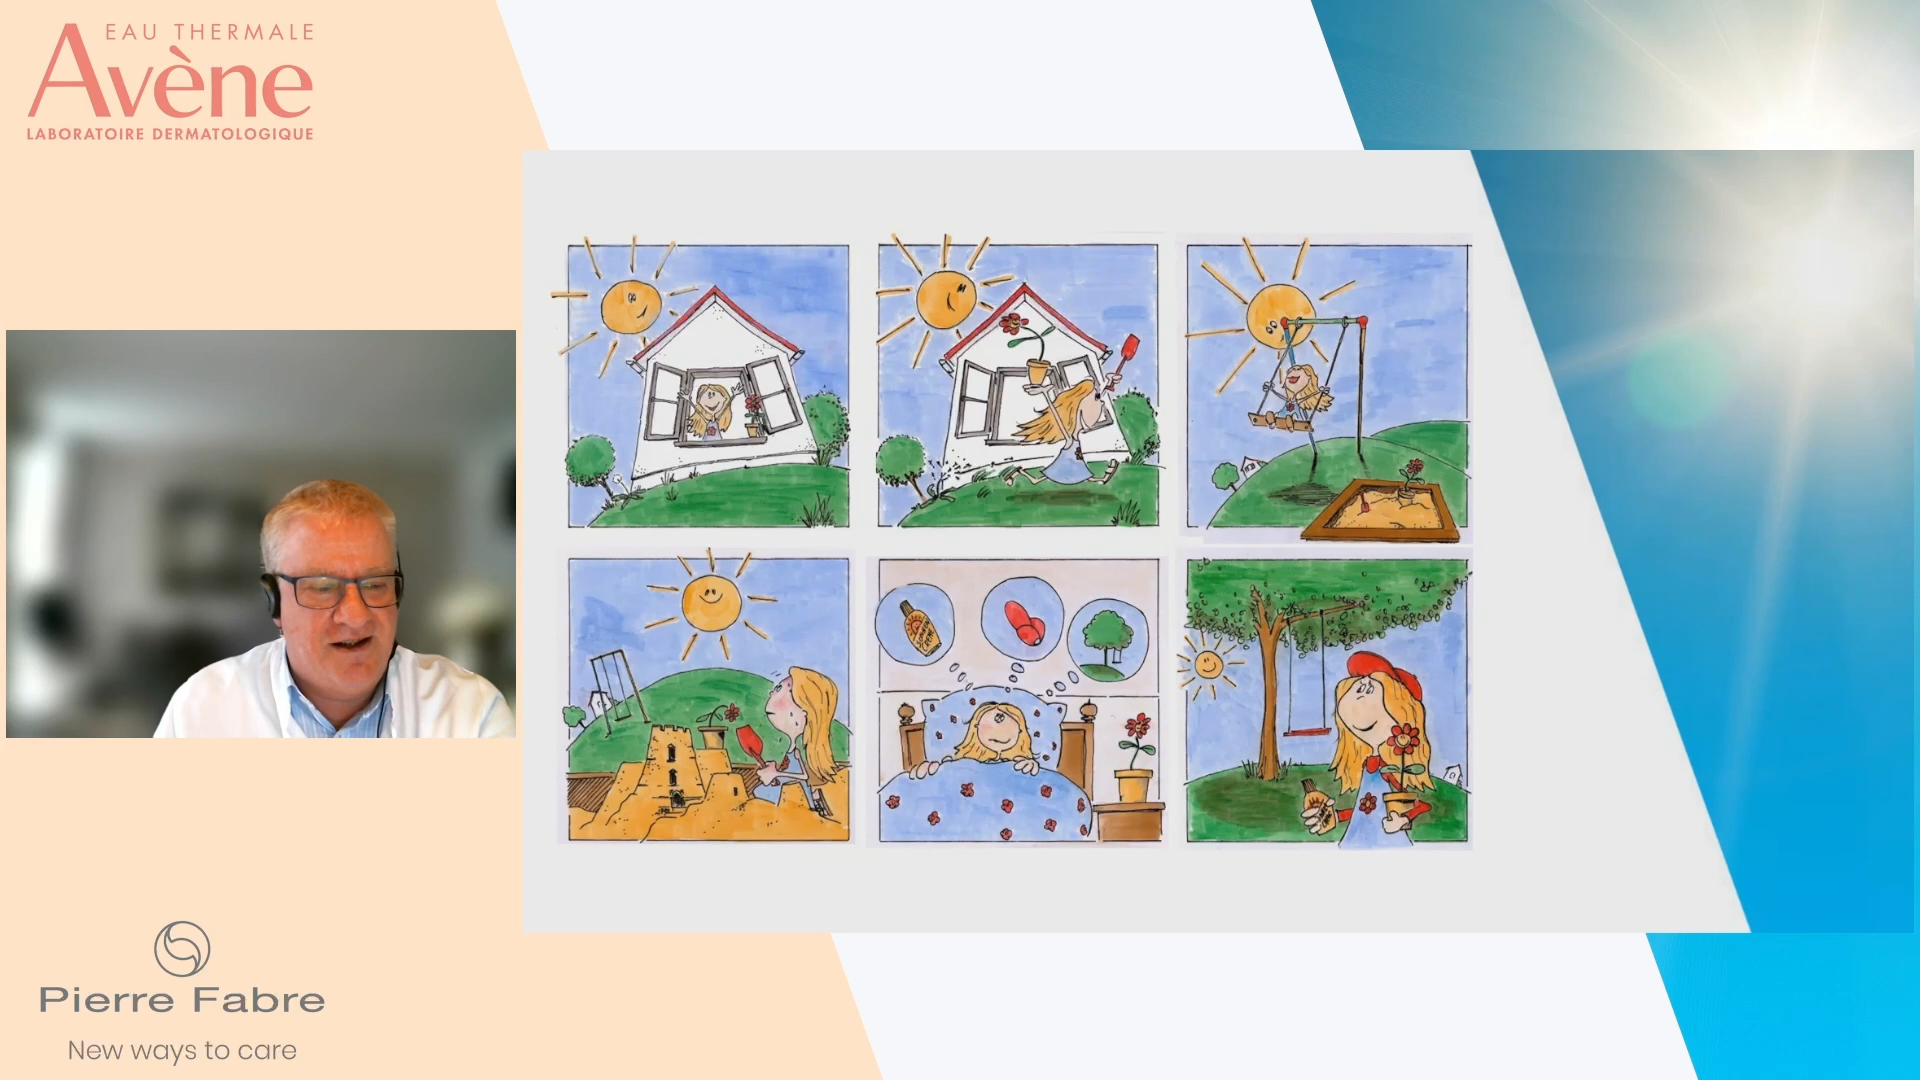 EAU THERMALE
Avène
LABORATOIRE DERMATOLOGIQUE
Pierre Fabre
New ways to care